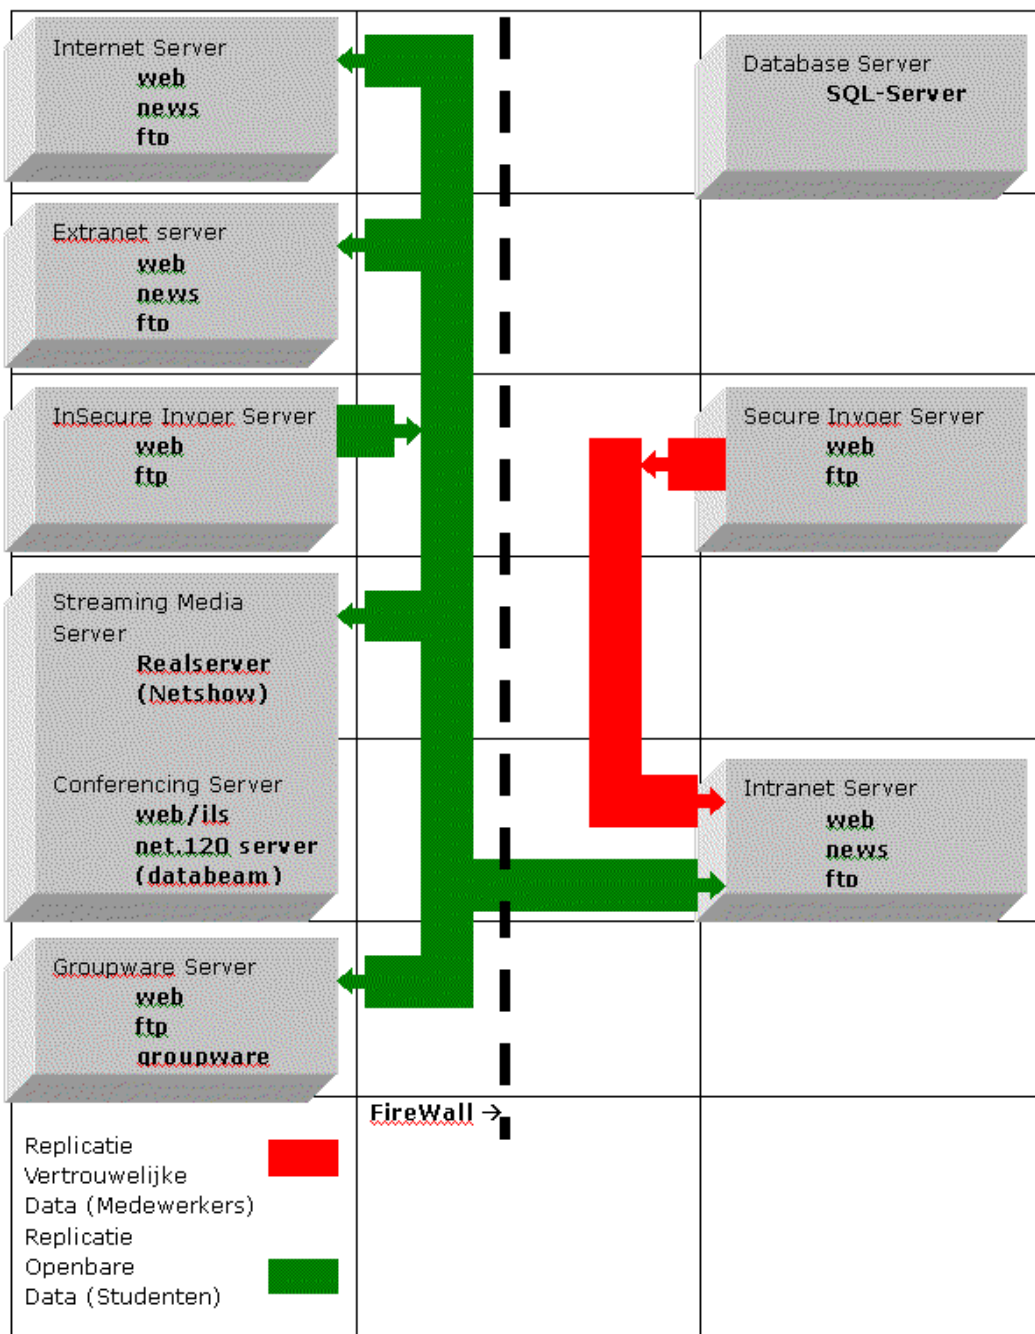 Internet Server
web
news
ftp
Database Server
SQL-Server
Extranet server
web
news
ftp
InSecure Invoer Server
web
ftp
Secure Invoer Server
web
ftp
Streaming Media
Server
Realserver
(Netshow)
Conferencing Server
web/ils
net.120 server
(databeam)
Intranet Server
web
news
ftp
Groupware Server
web
ftp
groupware
FireWall →
Replicatie
Vertrouwelijke
Data (Medewerkers)
Replicatie
Openbare
Data (Studenten)